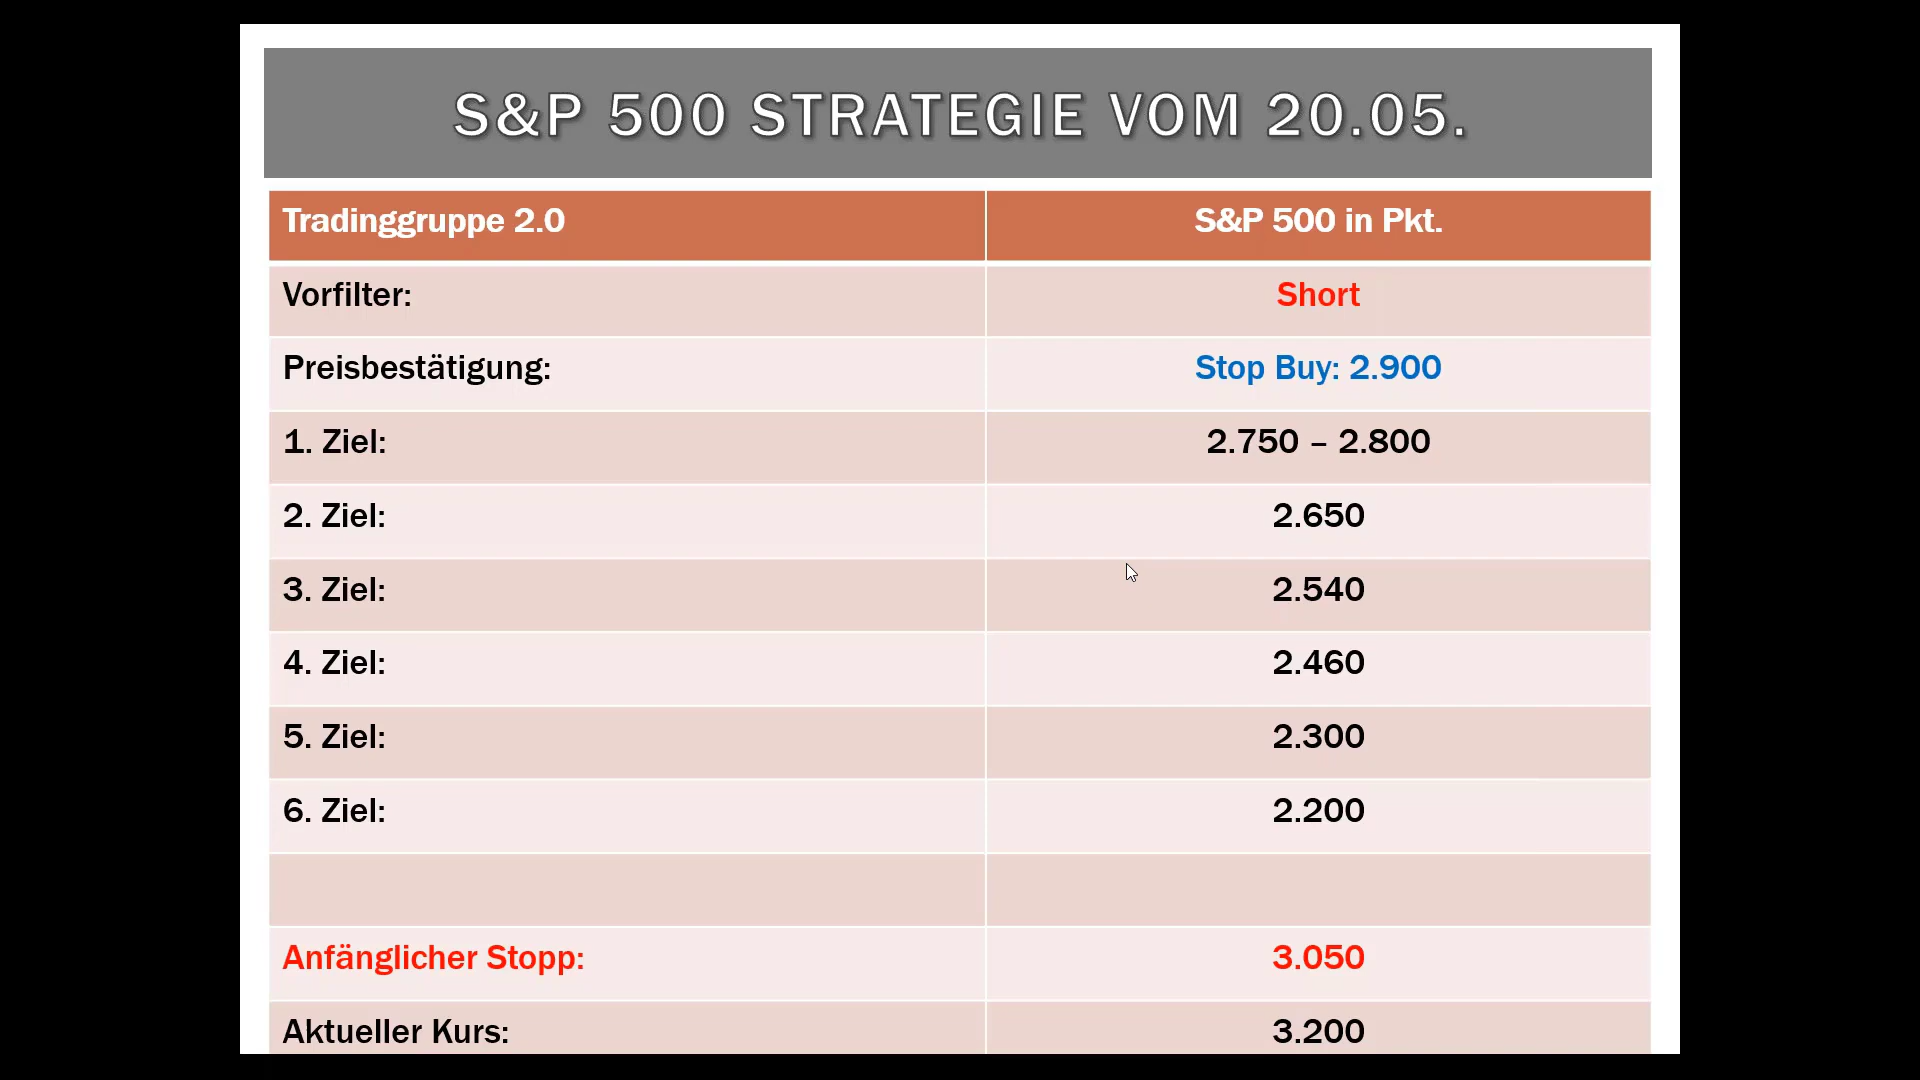 S&P 500 STRATEGIE VOM 20.05.
Tradinggruppe 2.0 S&P 500 in Pkt.
Vorfilter: Short
Preisbestätigung: Stop Buy: 2.900
1. Ziel: 2.750 – 2.800
2. Ziel: 2.650
3. Ziel: 2.540
4. Ziel: 2.460
5. Ziel: 2.300
6. Ziel: 2.200
Anfänglicher Stopp: 3.050
Aktueller Kurs: 3.200